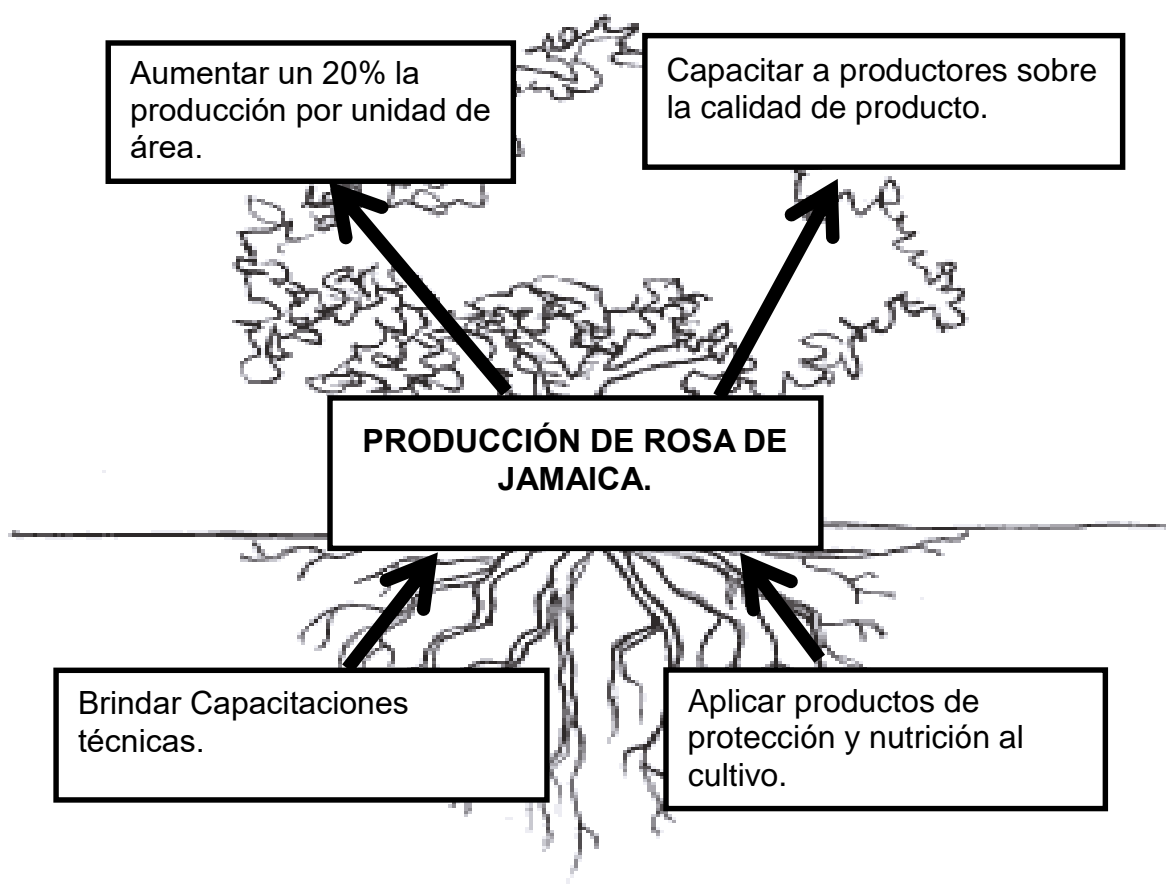 Aumentar un 20% la
producción por unidad de
área.
Capacitar a productores sobre
la calidad de producto.
PRODUCCIÓN DE ROSA DE
JAMAICA.
Brindar Capacitaciones
técnicas.
Aplicar productos de
protección y nutrición al
cultivo.